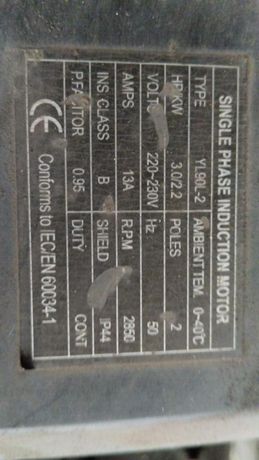 SINGLE PHASE INDUCTION MOTOR
TYPE YL90L-2 AMBIENT TEM. 0~40℃
HP/KW 3.0/2.2 POLES 2
VOLT 220~230V Hz 50
AMPS 13A R.P.M 2850
INS. CLASS B SHIELD IP44
P.FACTOR 0.95 DUTY CONT
CE Conforms to IEC/EN 60034-1